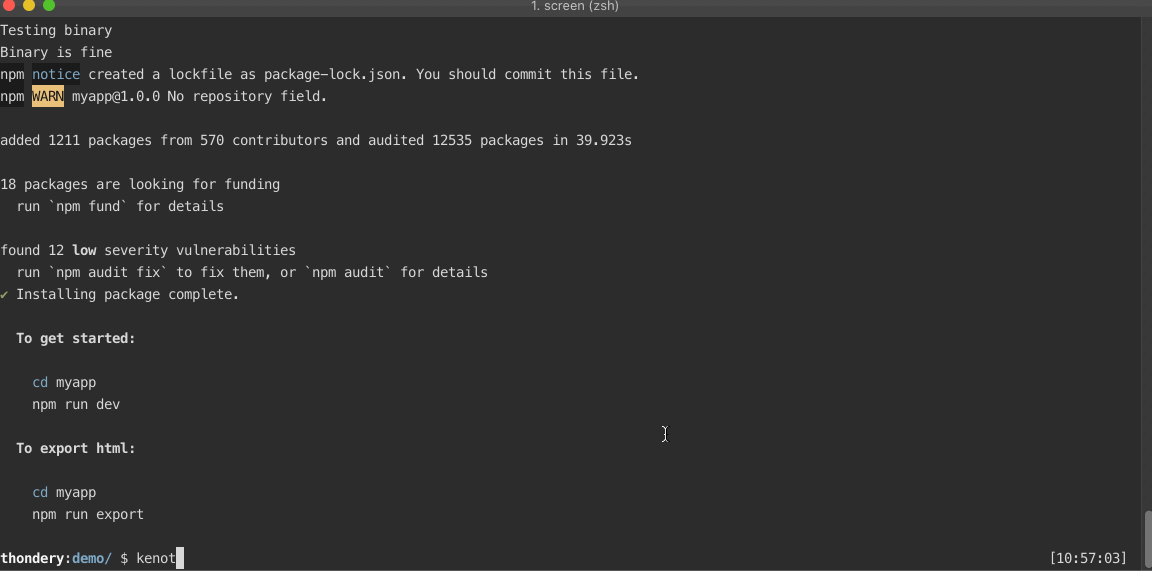 1. screen (zsh)
Testing binary
Binary is fine
npm notice created a lockfile as package-lock.json. You should commit this file.
npm WARN myapp@1.0.0 No repository field.
added 1211 packages from 570 contributors and audited 12535 packages in 39.923s
18 packages are looking for funding
run `npm fund` for details
found 12 low severity vulnerabilities
run `npm audit fix` to fix them, or `npm audit` for details
✔ Installing package complete.
To get started:
cd myapp
npm run dev
To export html:
cd myapp
npm run export
thondery:demo/ $ kenot [10:57:03]